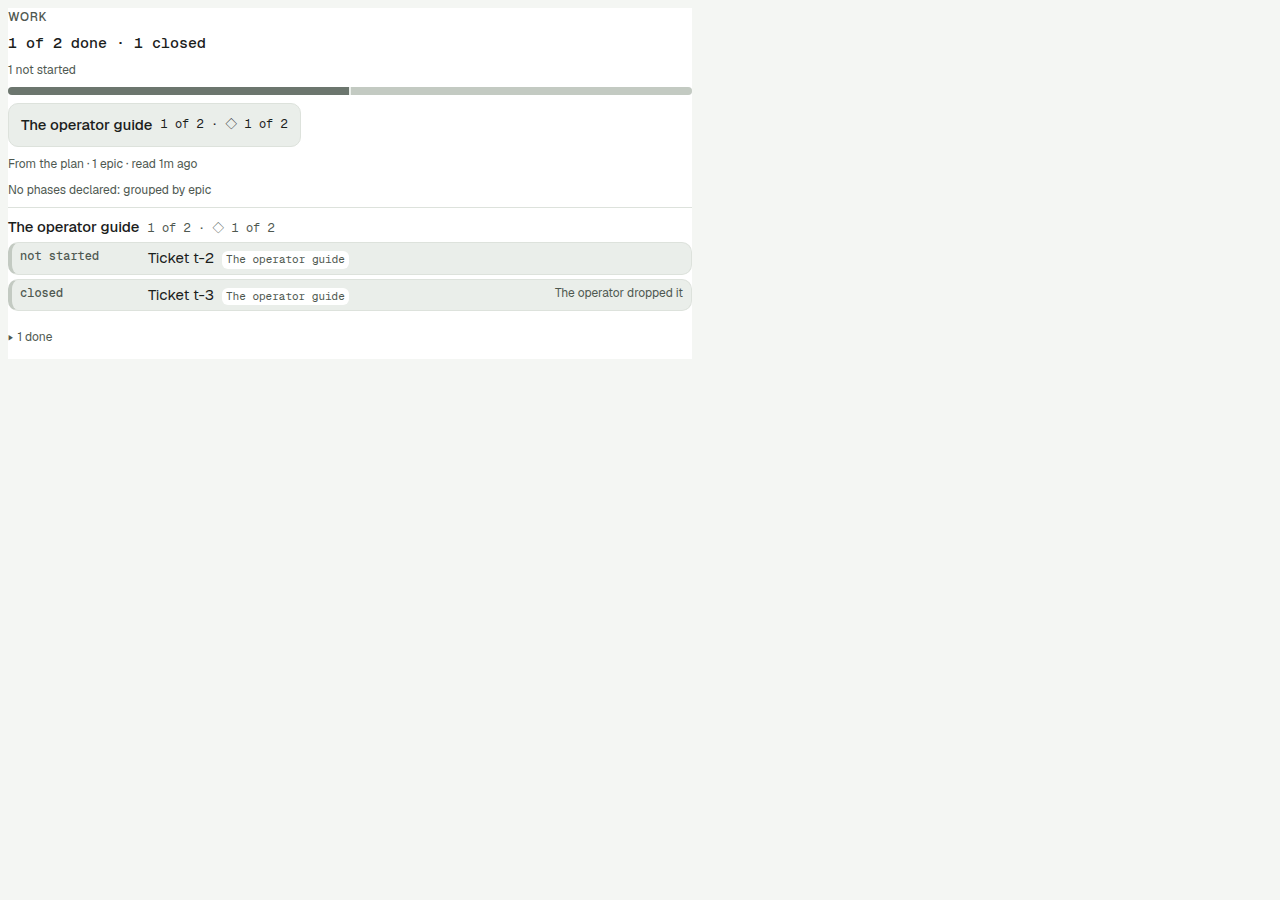 WORK
1 of 2 done · 1 closed
1 not started
The operator guide 1 of 2 · ◇ 1 of 2
From the plan · 1 epic · read 1m ago
No phases declared: grouped by epic
The operator guide 1 of 2 · ◇ 1 of 2
not started Ticket t-2 The operator guide
closed Ticket t-3 The operator guide The operator dropped it
▸ 1 done